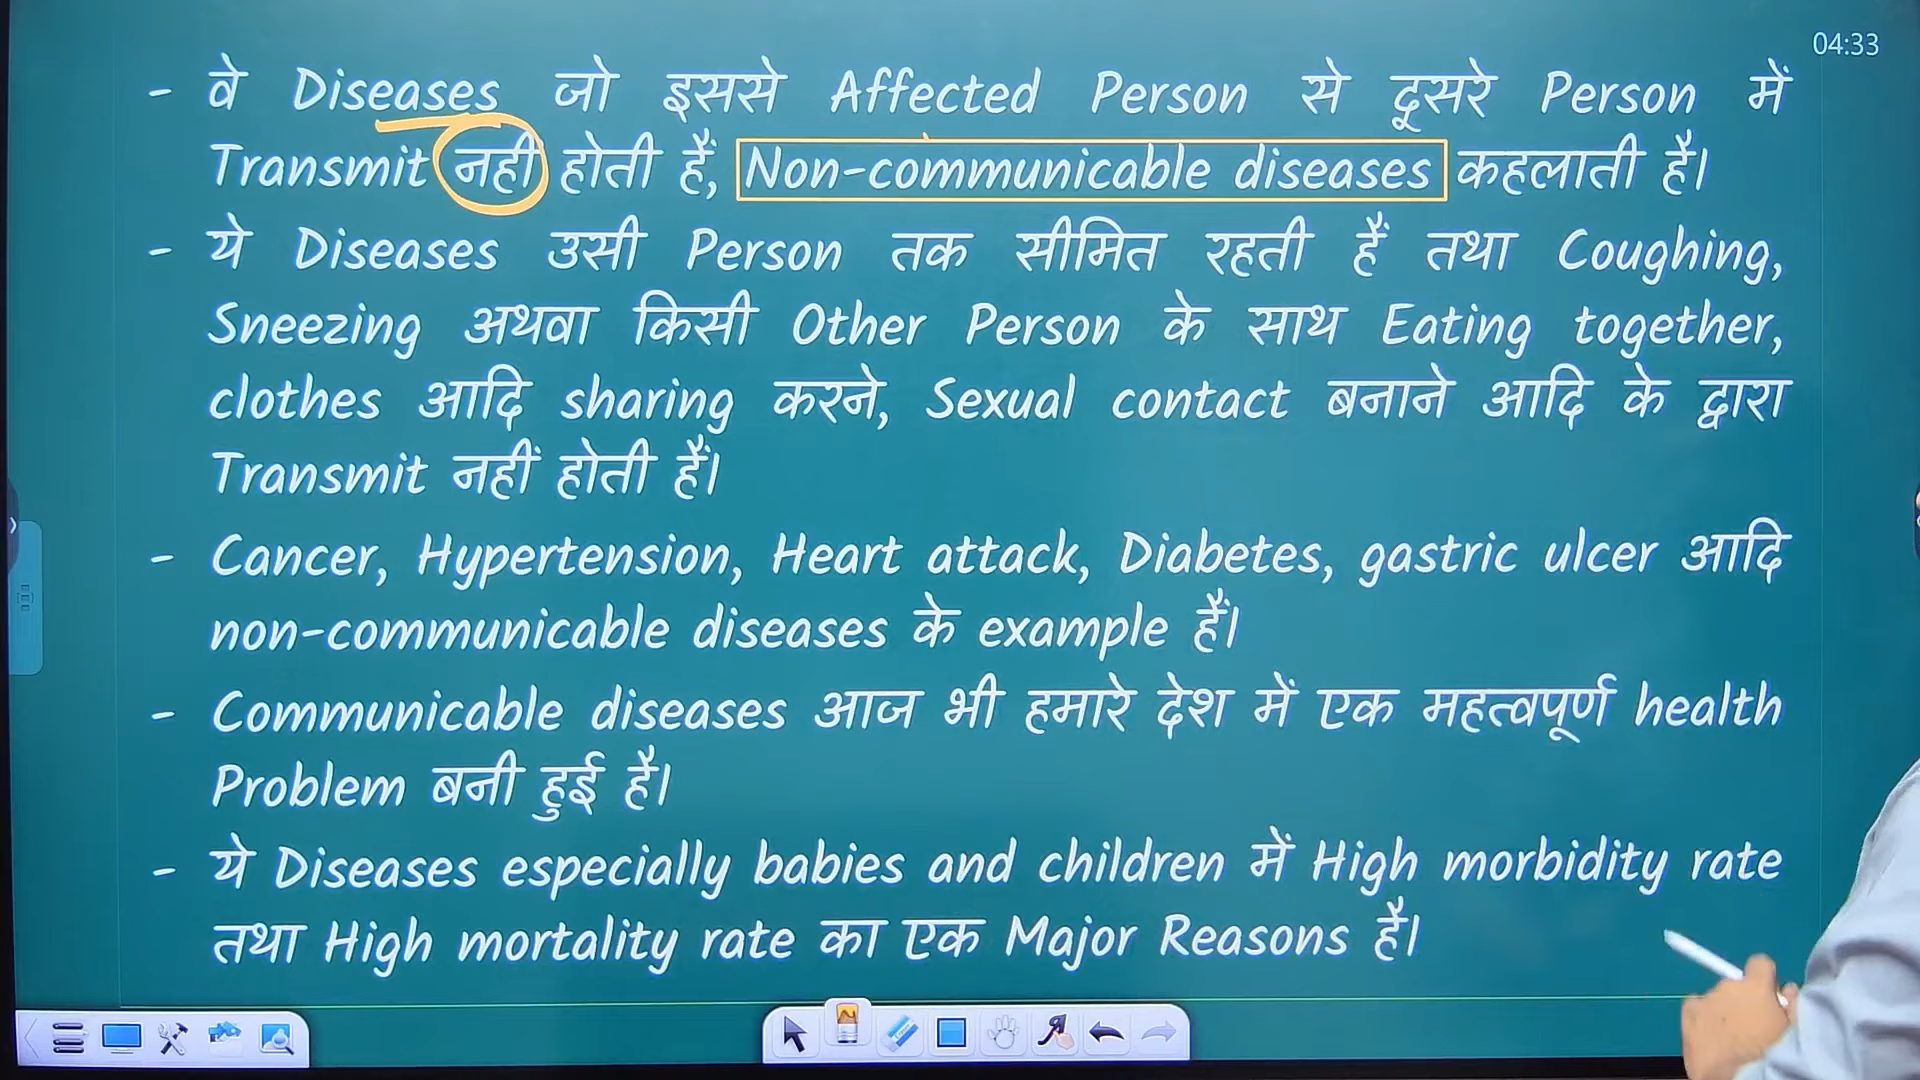 04:33
- वे Diseases जो इससे Affected Person से दूसरे Person में
Transmit नही होती हैं, Non-communicable diseases कहलाती है।
- ये Diseases उसी Person तक सीमित रहती हैं तथा Coughing,
Sneezing अथवा किसी Other Person के साथ Eating together,
clothes आदि sharing करने, Sexual contact बनाने आदि के द्वारा
Transmit नहीं होती हैं।
- Cancer, Hypertension, Heart attack, Diabetes, gastric ulcer आदि
non-communicable diseases के example हैं।
- Communicable diseases आज भी हमारे देश में एक महत्वपूर्ण health
Problem बनी हुई है।
- ये Diseases especially babies and children में High morbidity rate
तथा High mortality rate का एक Major Reasons है।